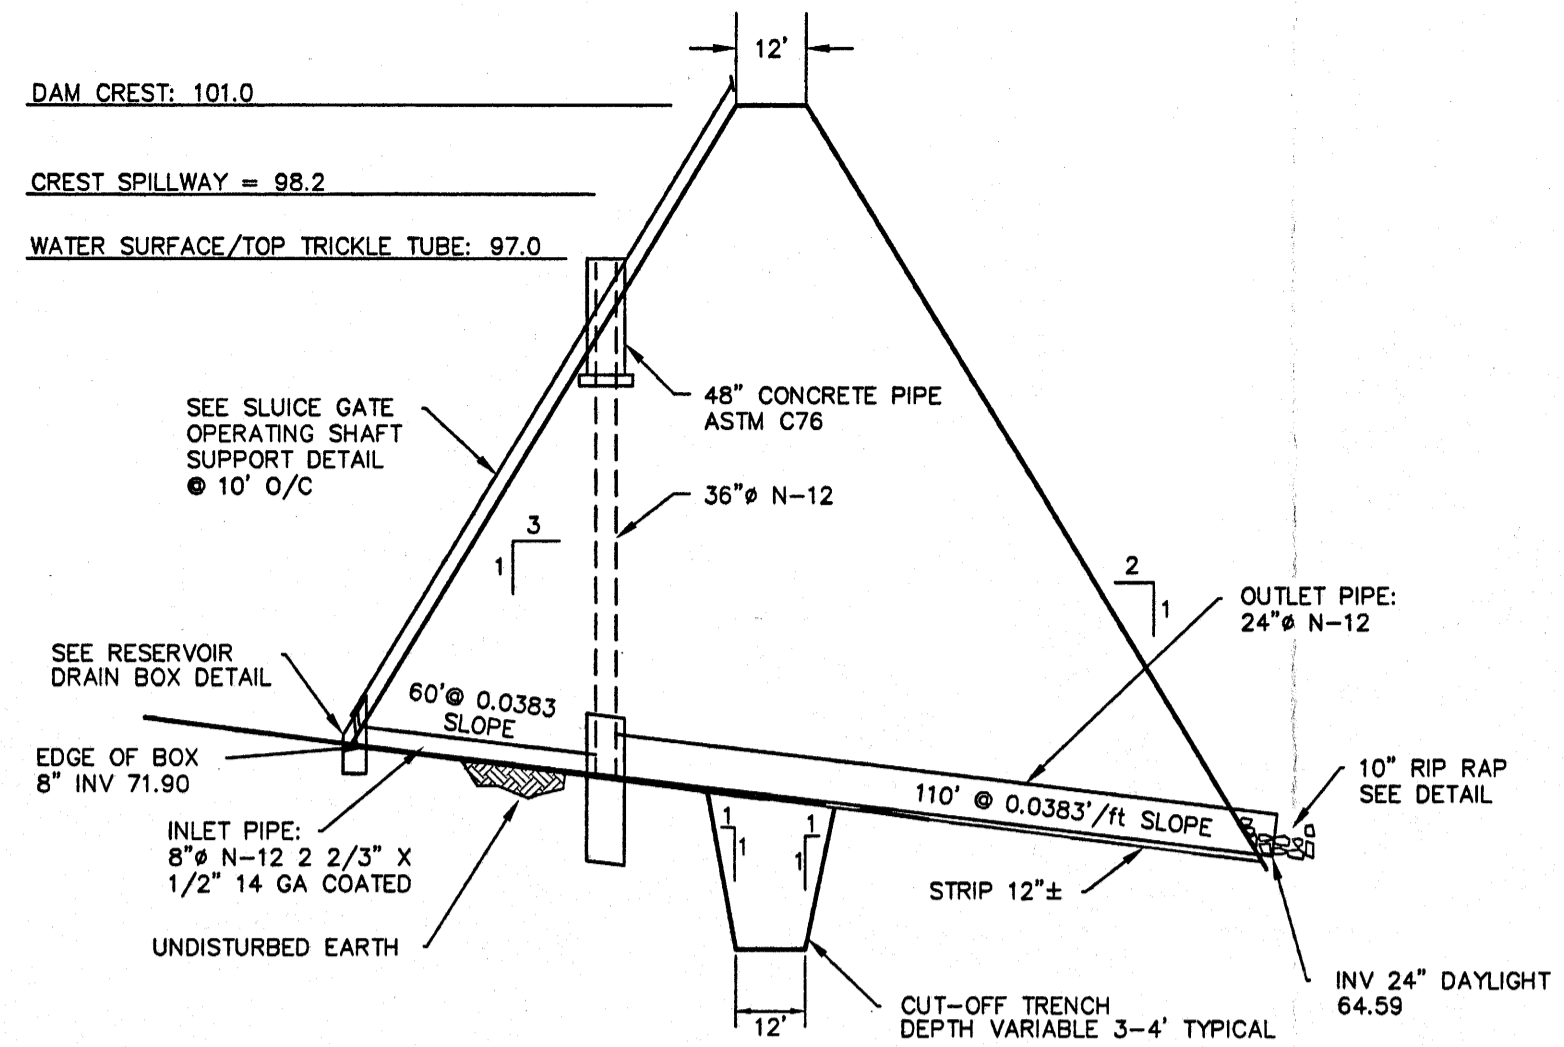 12'
DAM CREST: 101.0
CREST SPILLWAY = 98.2
WATER SURFACE/TOP TRICKLE TUBE: 97.0
48" CONCRETE PIPE
ASTM C76
SEE SLUICE GATE
OPERATING SHAFT
SUPPORT DETAIL
@ 10' O/C
36"ø N-12
3
1
2
1
OUTLET PIPE:
24"ø N-12
SEE RESERVOIR
DRAIN BOX DETAIL
60'@ 0.0383
SLOPE
EDGE OF BOX
8" INV 71.90
10" RIP RAP
SEE DETAIL
110' @ 0.0383'/ft SLOPE
INLET PIPE:
8"ø N-12 2 2/3" X
1/2" 14 GA COATED
1
1
1
1
STRIP 12"±
UNDISTURBED EARTH
INV 24" DAYLIGHT
64.59
CUT-OFF TRENCH
DEPTH VARIABLE 3-4' TYPICAL
12'